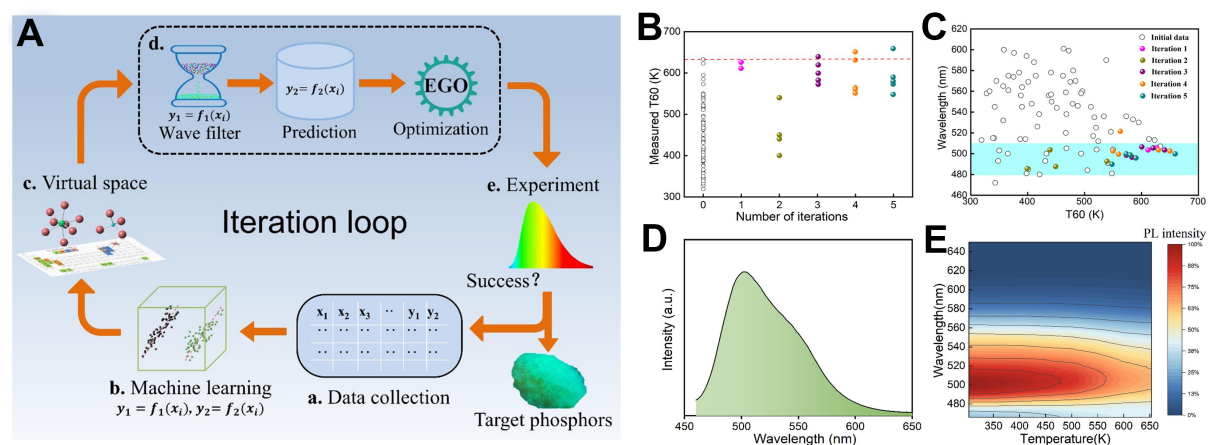 A
d.
y₁ = f₁(xᵢ)
Wave filter
y₂= f₂(xᵢ)
Prediction
EGO
Optimization
c. Virtual space
e. Experiment
Iteration loop
Success?
x₁ x₂ x₃ ·· y₁ y₂
·· ·· ·· ··
·· ·· ·· ··
b. Machine learning
y₁ = f₁(xᵢ), y₂= f₂(xᵢ)
a. Data collection
Target phosphors
B
Measured T60 (K)
700
600
500
400
300
0 1 2 3 4 5
Number of iterations
C
Wavelength (nm)
620
600
580
560
540
520
500
480
460
Initial data
Iteration 1
Iteration 2
Iteration 3
Iteration 4
Iteration 5
300 400 500 600 700
T60 (K)
D
Intensity (a.u.)
450 500 550 600 650
Wavelength (nm)
E
PL intensity
Wavelength(nm)
640
620
600
580
560
540
520
500
480
350 400 450 500 550 600 650
Temperature(K)
100%
88%
75%
63%
50%
38%
25%
13%
0%